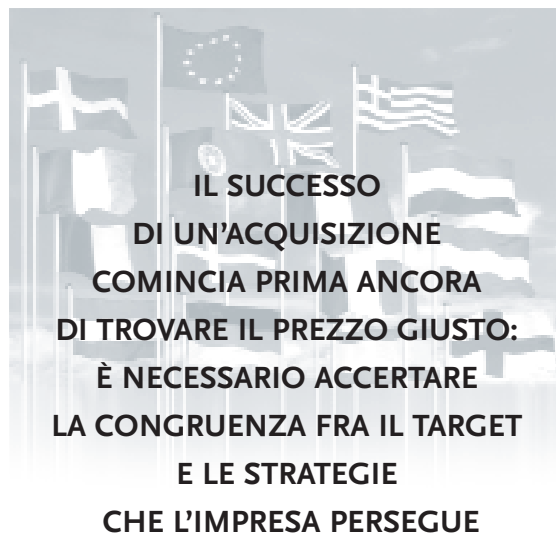 IL SUCCESSO
DI UN’ACQUISIZIONE
COMINCIA PRIMA ANCORA
DI TROVARE IL PREZZO GIUSTO:
È NECESSARIO ACCERTARE
LA CONGRUENZA FRA IL TARGET
E LE STRATEGIE
CHE L’IMPRESA PERSEGUE